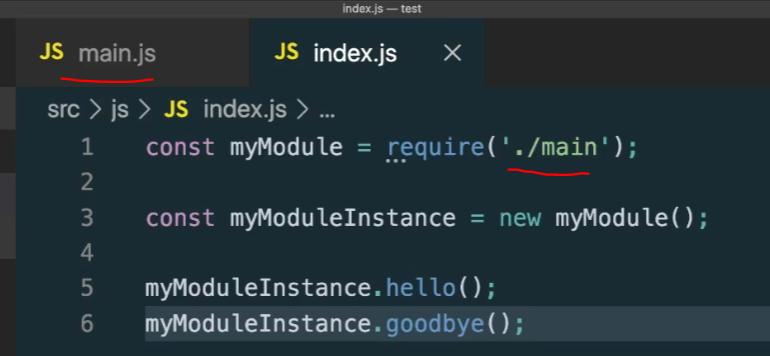 index.js — test
JS main.js JS index.js ×
src > js > JS index.js > ...
1 const myModule = require('./main');
2
3 const myModuleInstance = new myModule();
4
5 myModuleInstance.hello();
6 myModuleInstance.goodbye();